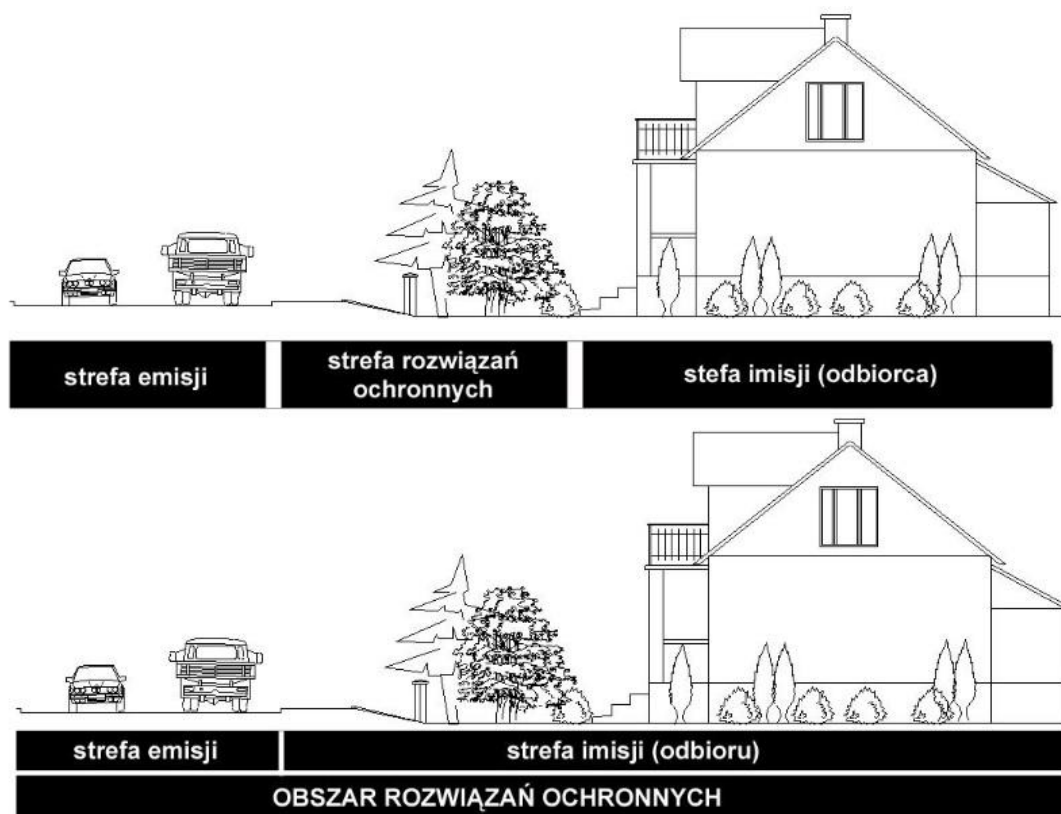 strefa emisji
strefa rozwiązań
ochronnych
stefa imisji (odbiorca)
strefa emisji
strefa imisji (odbioru)
OBSZAR ROZWIĄZAŃ OCHRONNYCH